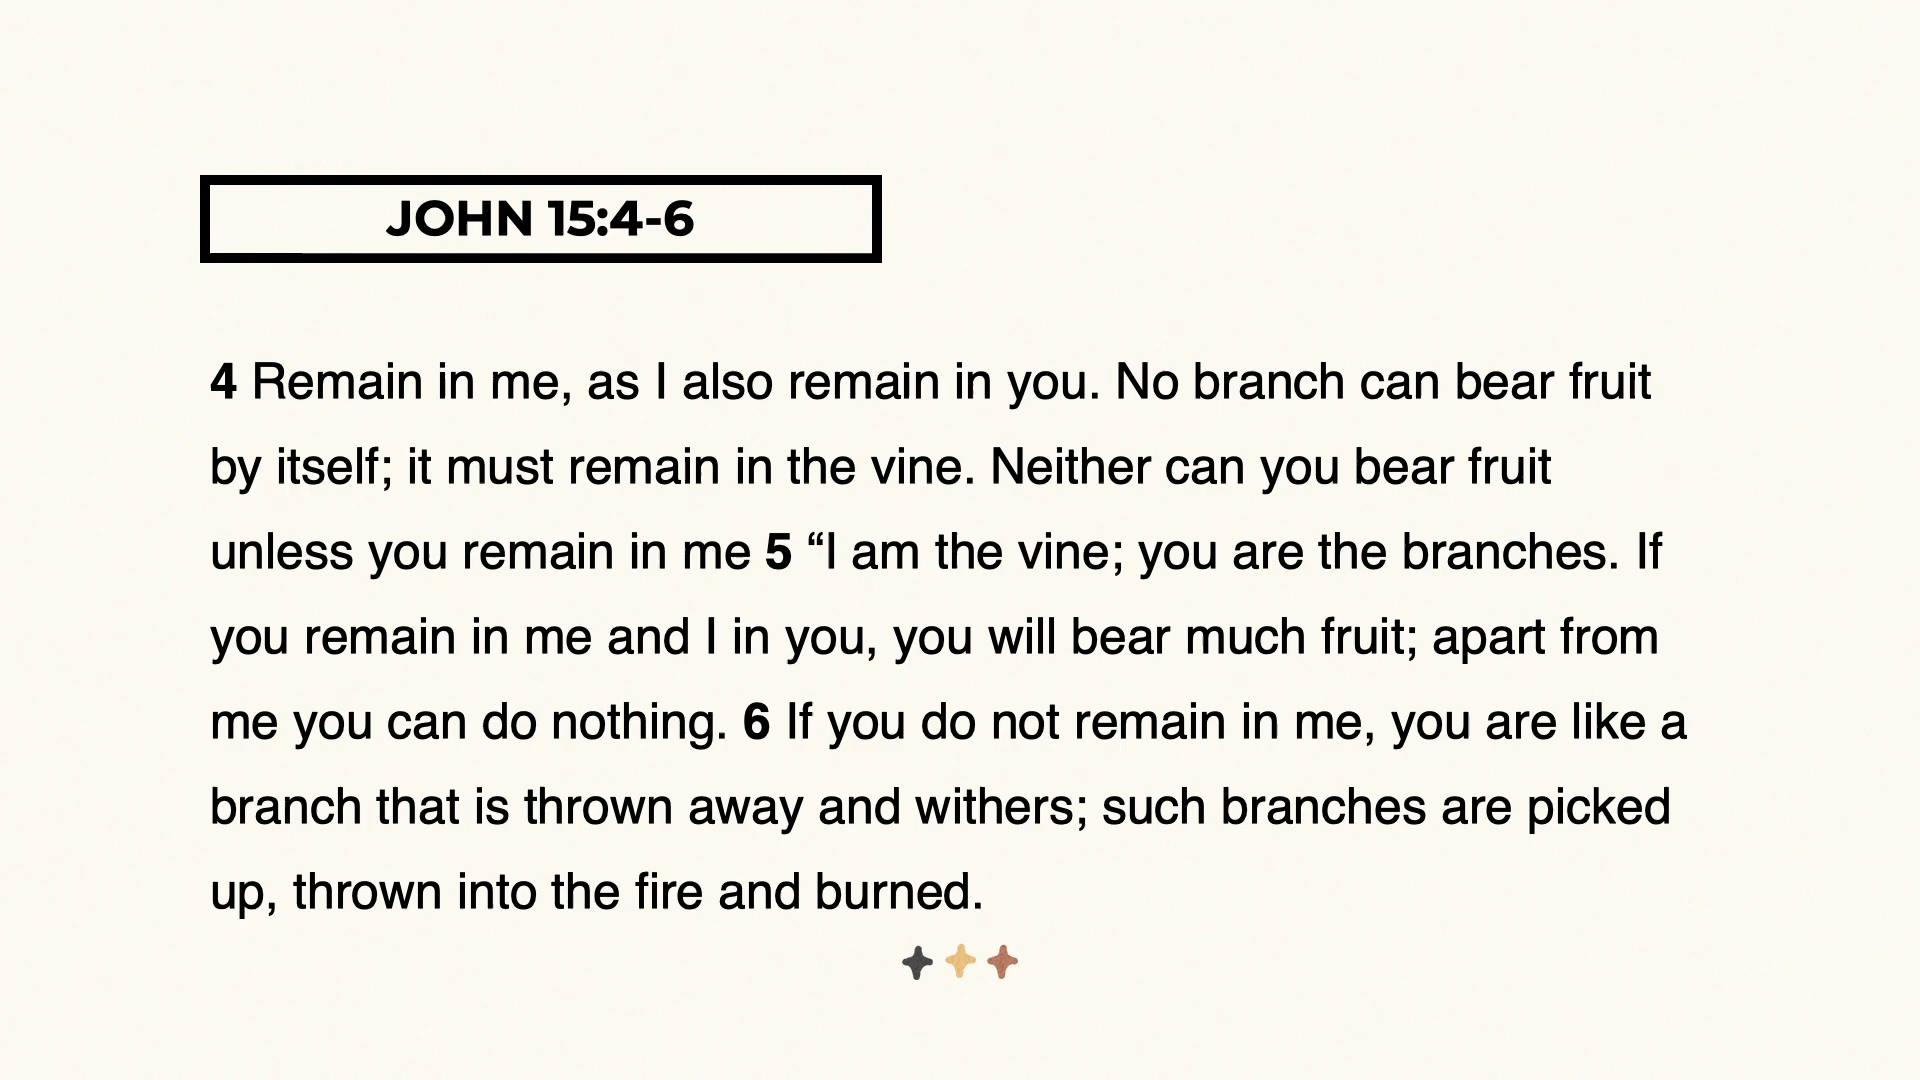 JOHN 15:4-6
4 Remain in me, as I also remain in you. No branch can bear fruit
by itself; it must remain in the vine. Neither can you bear fruit
unless you remain in me 5 “I am the vine; you are the branches. If
you remain in me and I in you, you will bear much fruit; apart from
me you can do nothing. 6 If you do not remain in me, you are like a
branch that is thrown away and withers; such branches are picked
up, thrown into the fire and burned.